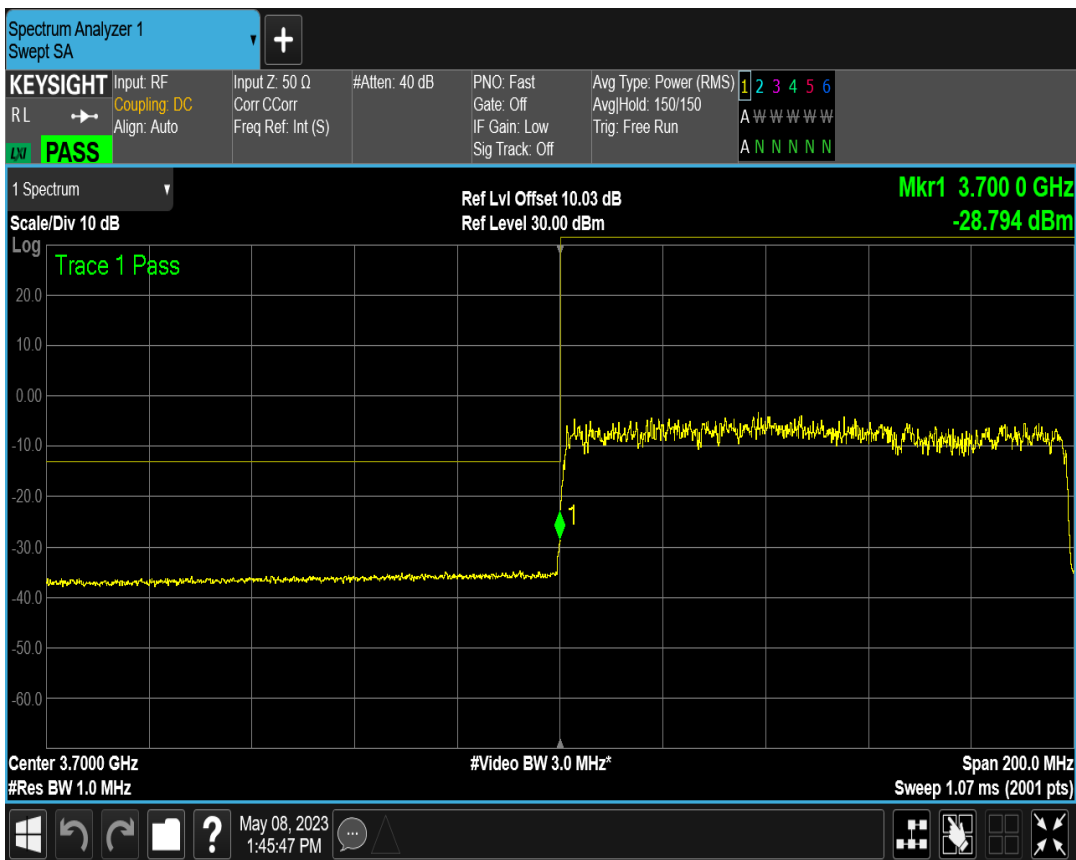 Spectrum Analyzer 1
Swept SA
+
KEYSIGHT
RL
LXI
PASS
Input: RF
Coupling: DC
Align: Auto
Input Z: 50 Ω
Corr CCorr
Freq Ref: Int (S)
#Atten: 40 dB
PNO: Fast
Gate: Off
IF Gain: Low
Sig Track: Off
Avg Type: Power (RMS)
Avg|Hold: 150/150
Trig: Free Run
1 2 3 4 5 6
A W W W W W
A N N N N N
1 Spectrum
Scale/Div 10 dB
Ref Lvl Offset 10.03 dB
Ref Level 30.00 dBm
Mkr1 3.700 0 GHz
-28.794 dBm
Log
Trace 1 Pass
20.0
10.0
0.00
-10.0
-20.0
-30.0
-40.0
-50.0
-60.0
1
Center 3.7000 GHz
#Res BW 1.0 MHz
#Video BW 3.0 MHz*
Span 200.0 MHz
Sweep 1.07 ms (2001 pts)
?
May 08, 2023
1:45:47 PM